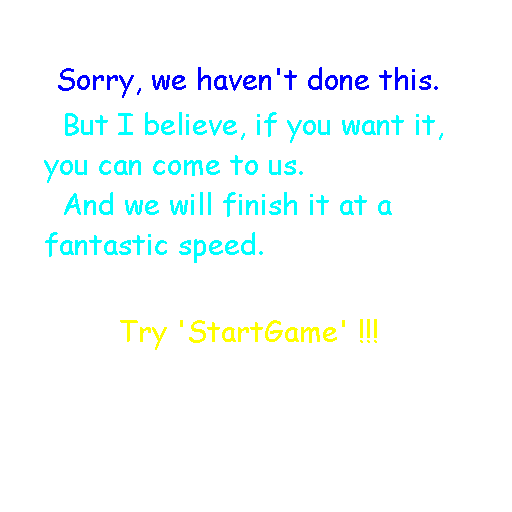 Sorry, we haven't done this.
But I believe, if you want it,
you can come to us.
And we will finish it at a
fantastic speed.
Try 'StartGame' !!!